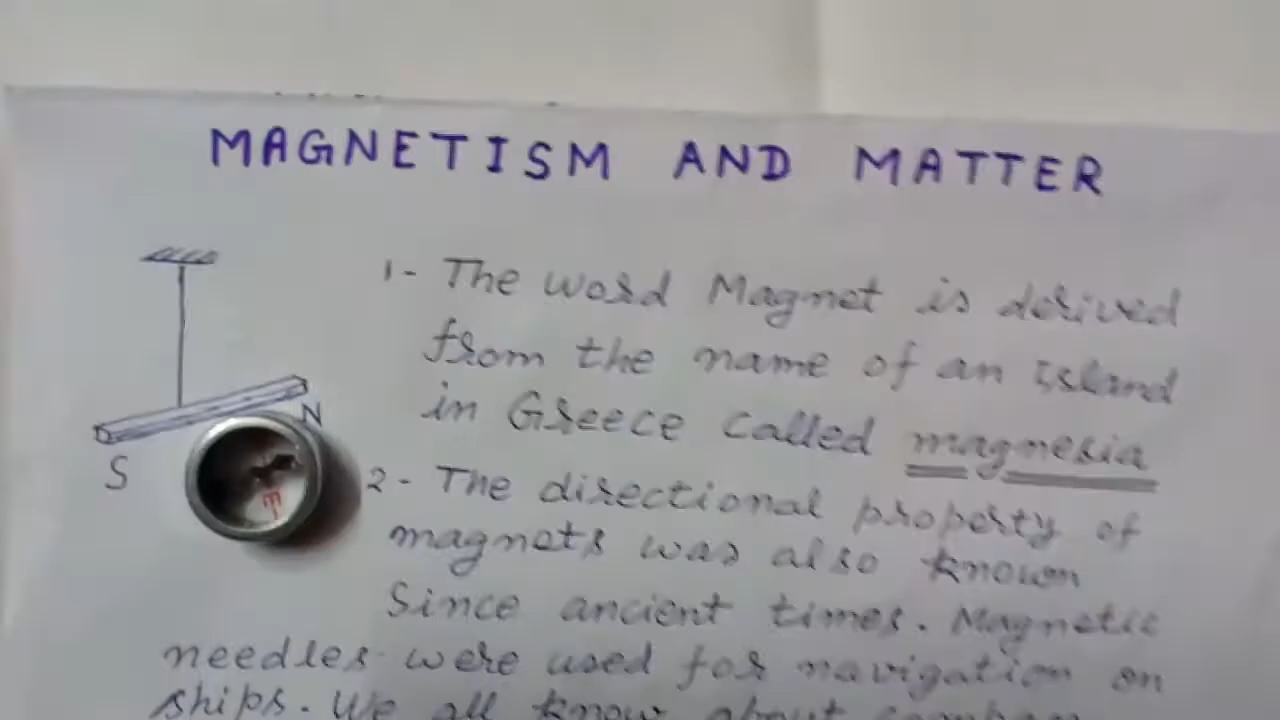 MAGNETISM AND MATTER
1- The word Magnet is derived
from the name of an island
in Greece called magnesia
N
S
E
2- The directional property of
magnets was also known
Since ancient times. Magnetic
needles were used for navigation on
ships. We all know about